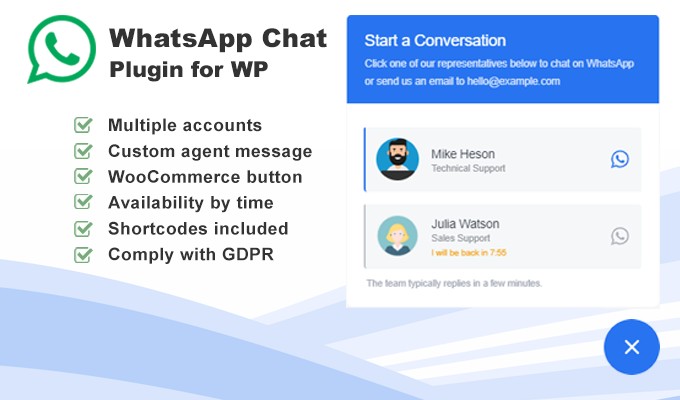 WhatsApp Chat
Plugin for WP
Multiple accounts
Custom agent message
WooCommerce button
Availability by time
Shortcodes included
Comply with GDPR
Start a Conversation
Click one of our representatives below to chat on WhatsApp
or send us an email to hello@example.com
Mike Heson
Technical Support
Julia Watson
Sales Support
I will be back in 7:55
The team typically replies in a few minutes.